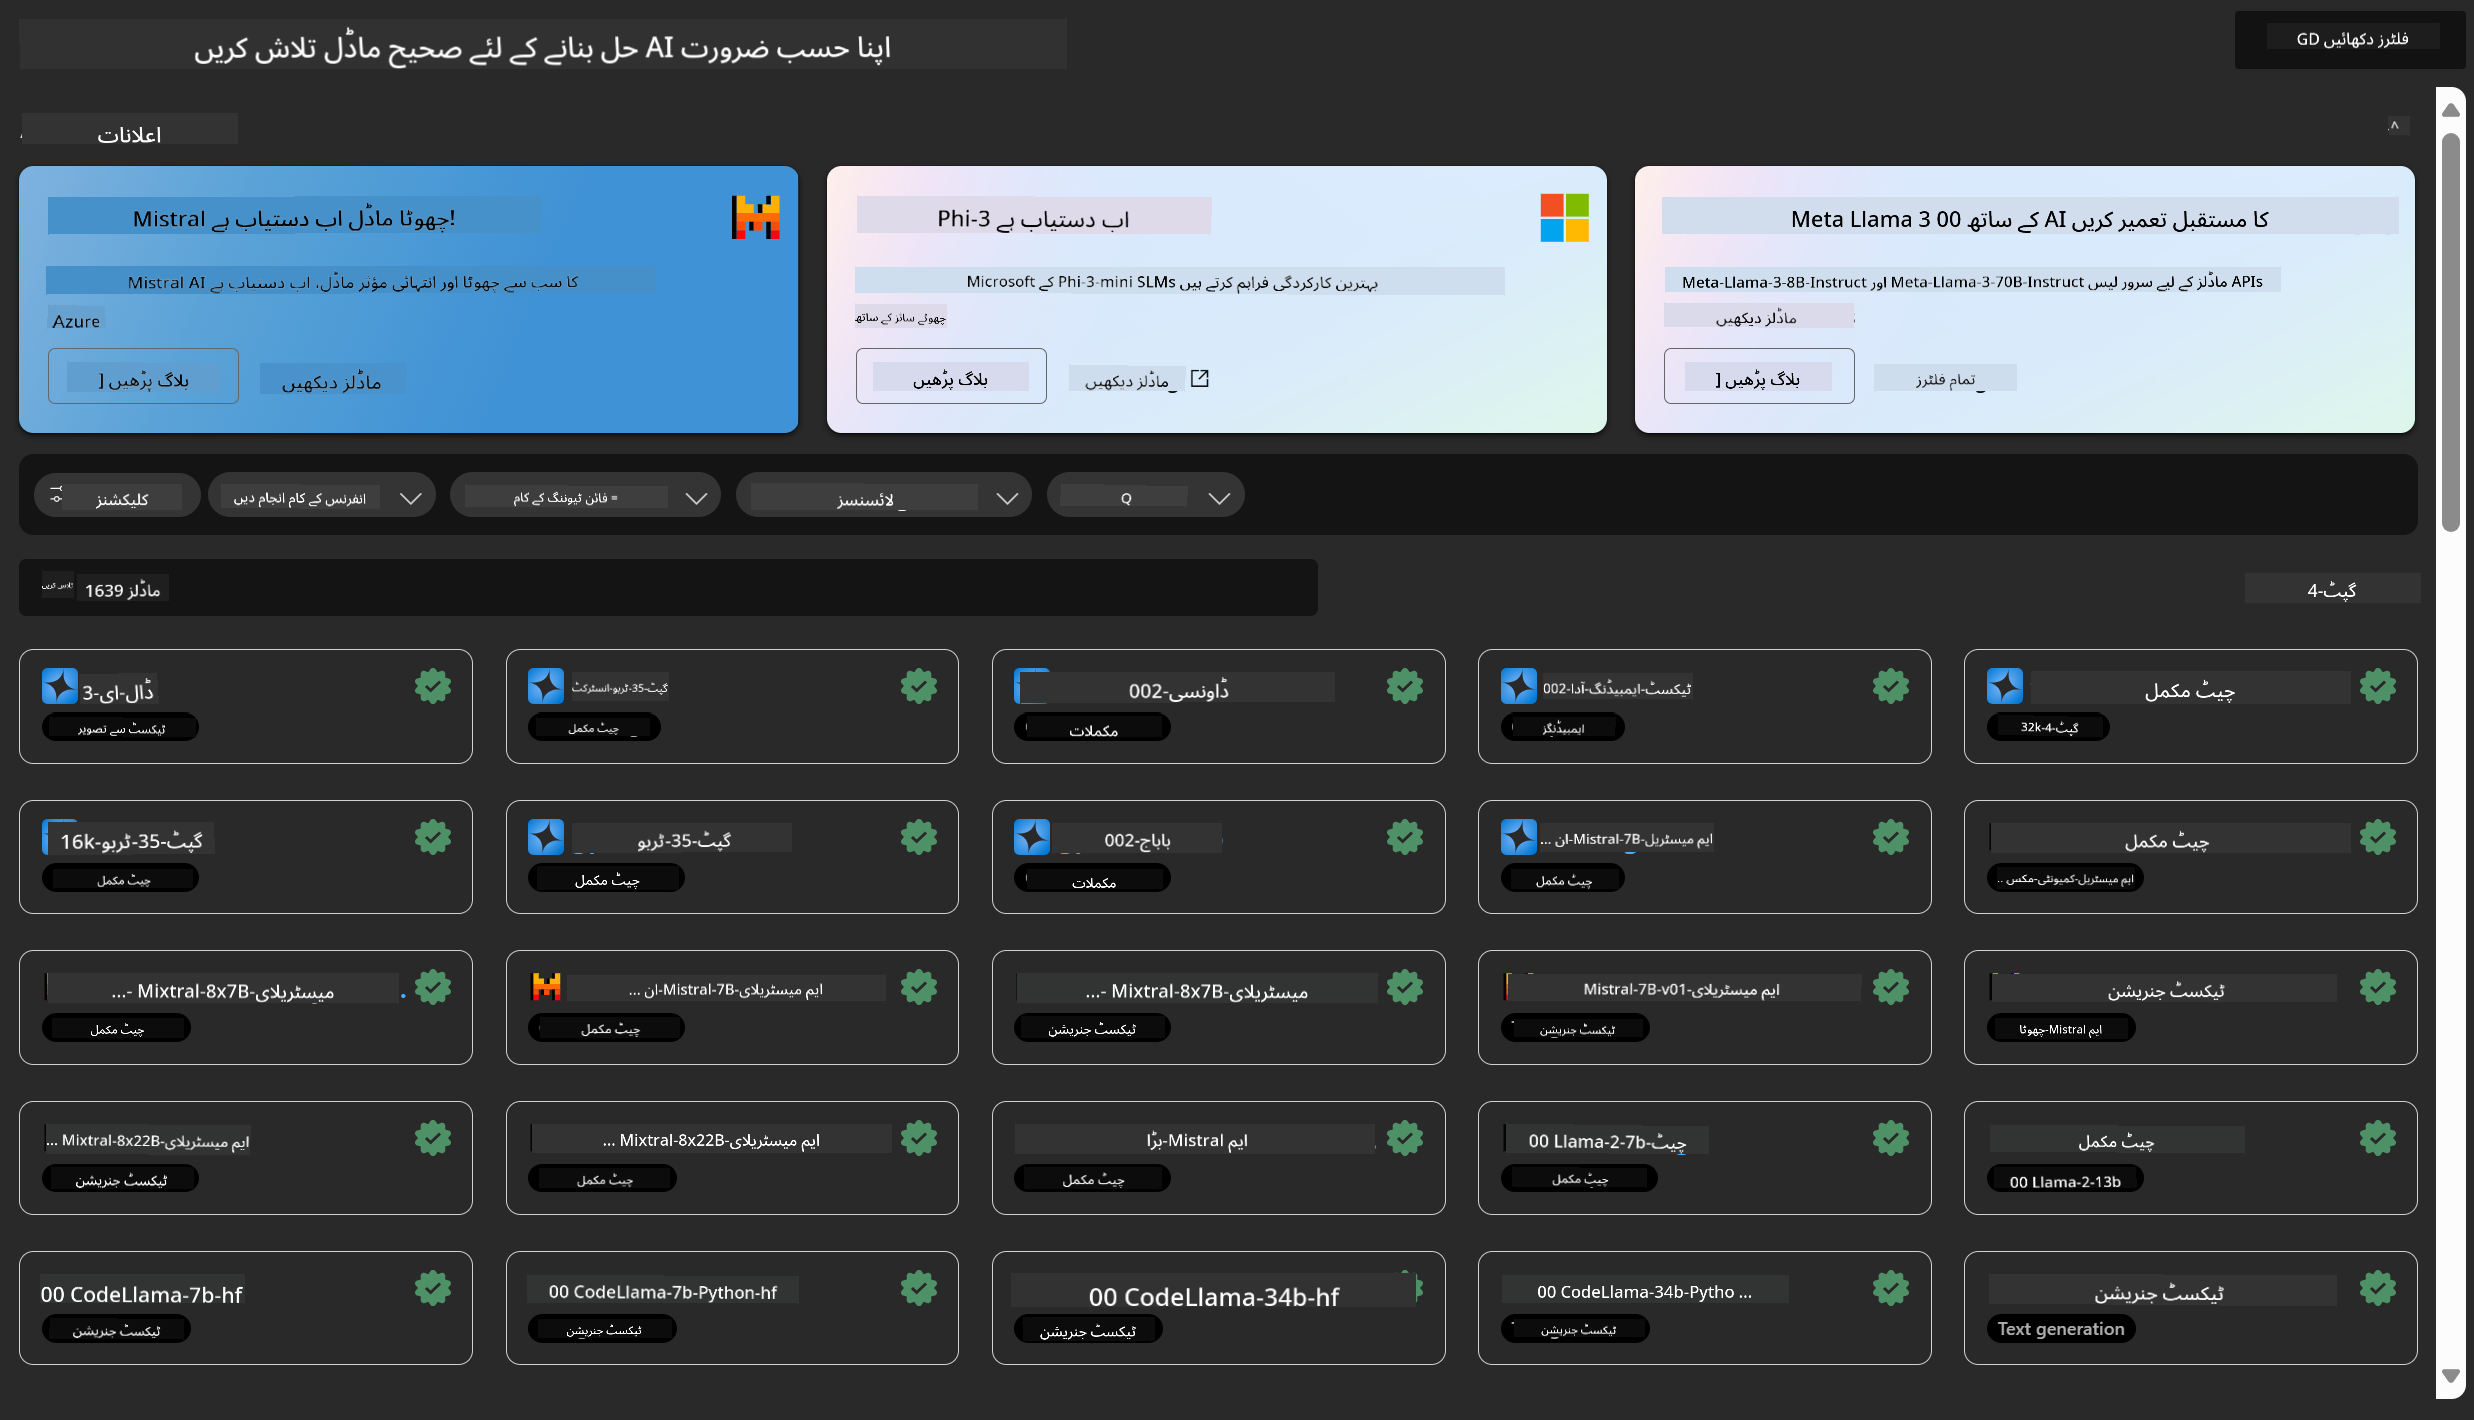 اپنا حسب ضرورت AI حل بنانے کے لئے صحیح ماڈل تلاش کریں
فلٹرز دکھائیں GD
اعلانات
Mistral چھوٹا ماڈل اب دستیاب ہے!
Mistral AI کا سب سے چھوٹا اور انتہائی مؤثر ماڈل، اب دستیاب ہے
Azure
بلاگ پڑھیں [
ماڈلز دیکھیں
Phi-3 اب دستیاب ہے
Microsoft کے Phi-3-mini SLMs بہترین کارکردگی فراہم کرتے ہیں
چھوٹے سائز کے ساتھ
بلاگ پڑھیں
ماڈلز دیکھیں
Meta Llama 3 00 کے ساتھ AI کا مستقبل تعمیر کریں
Meta-Llama-3-8B-Instruct اور Meta-Llama-3-70B-Instruct ماڈلز کے لیے سرور لیس APIs
ماڈلز دیکھیں
بلاگ پڑھیں [
تمام فلٹرز
کلیکشنز
انفرنس کے کام انجام دیں
فائن ٹیوننگ کے کام =
لائسنسز
Q
تلاش کریں
1639 ماڈلز
گپٹ-4
ڈال-ای-3
ٹیکسٹ سے تصویر
گپٹ-35-ٹربو-انسٹرکٹ
چیٹ مکمل
ڈاونسی-002
مکملات
ٹیکسٹ-ایمبیڈنگ-آدا-002
ایمبیڈنگز
چیٹ مکمل
گپٹ-4-32k
گپٹ-35-ٹربو-16k
چیٹ مکمل
گپٹ-35-ٹربو
چیٹ مکمل
باباج-002
مکملات
ایم میسٹریل-Mistral-7B-ان ...
چیٹ مکمل
چیٹ مکمل
ایم میسٹریل-کمیونٹی-مکس ..
میسٹریلای-Mixtral-8x7B -...
چیٹ مکمل
ایم میسٹریلای-Mistral-7B-ان ...
چیٹ مکمل
میسٹریلای-Mixtral-8x7B -...
ٹیکسٹ جنریشن
ایم میسٹریلای-Mistral-7B-v01
ٹیکسٹ جنریشن
ٹیکسٹ جنریشن
ایم Mistral-چھوٹا
ایم میسٹریلای-Mixtral-8x22B ...
ٹیکسٹ جنریشن
ایم میسٹریلای-Mixtral-8x22B ...
چیٹ مکمل
ایم Mistral-بڑا
چیٹ مکمل
00 Llama-2-7b-چیٹ
چیٹ مکمل
چیٹ مکمل
00 Llama-2-13b
00 CodeLlama-7b-hf
ٹیکسٹ جنریشن
00 CodeLlama-7b-Python-hf
ٹیکسٹ جنریشن
00 CodeLlama-34b-hf
ٹیکسٹ جنریشن
00 CodeLlama-34b-Pytho ...
ٹیکسٹ جنریشن
ٹیکسٹ جنریشن
Text generation